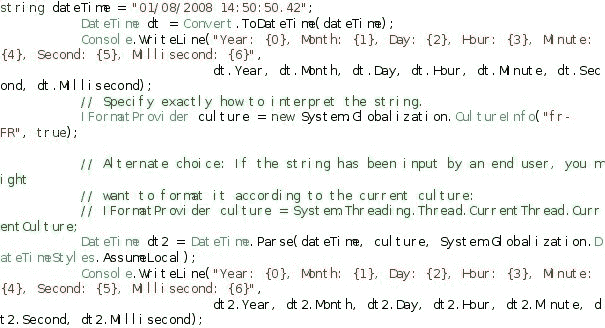 string dateTime = "01/08/2008 14:50:50.42";
DateTime dt = Convert.ToDateTime(dateTime);
Console.WriteLine("Year: {0}, Month: {1}, Day: {2}, Hour: {3}, Minute:
{4}, Second: {5}, Millisecond: {6}",
dt.Year, dt.Month, dt.Day, dt.Hour, dt.Minute, dt.Sec
ond, dt.Millisecond);
// Specify exactly how to interpret the string.
IFormatProvider culture = new System.Globalization.CultureInfo("fr-
FR", true);
// Alternate choice: If the string has been input by an end user, you m
ight
// want to format it according to the current culture:
// IFormatProvider culture = System.Threading.Thread.CurrentThread.Curr
entCulture;
DateTime dt2 = DateTime.Parse(dateTime, culture, System.Globalization.D
ateTimeStyles.AssumeLocal);
Console.WriteLine("Year: {0}, Month: {1}, Day: {2}, Hour: {3}, Minute:
{4}, Second: {5}, Millisecond: {6}",
dt2.Year, dt2.Month, dt2.Day, dt2.Hour, dt2.Minute, d
t2.Second, dt2.Millisecond);